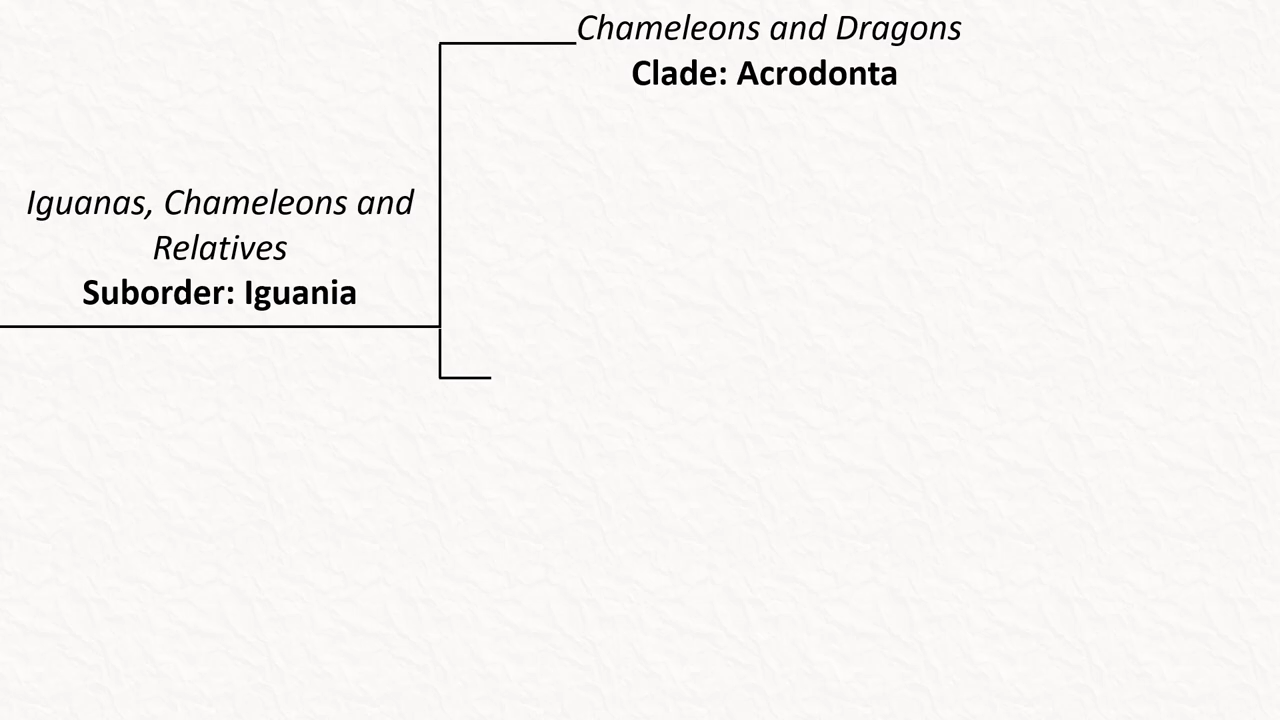 Chameleons and Dragons
Clade: Acrodonta
Iguanas, Chameleons and
Relatives
Suborder: Iguania